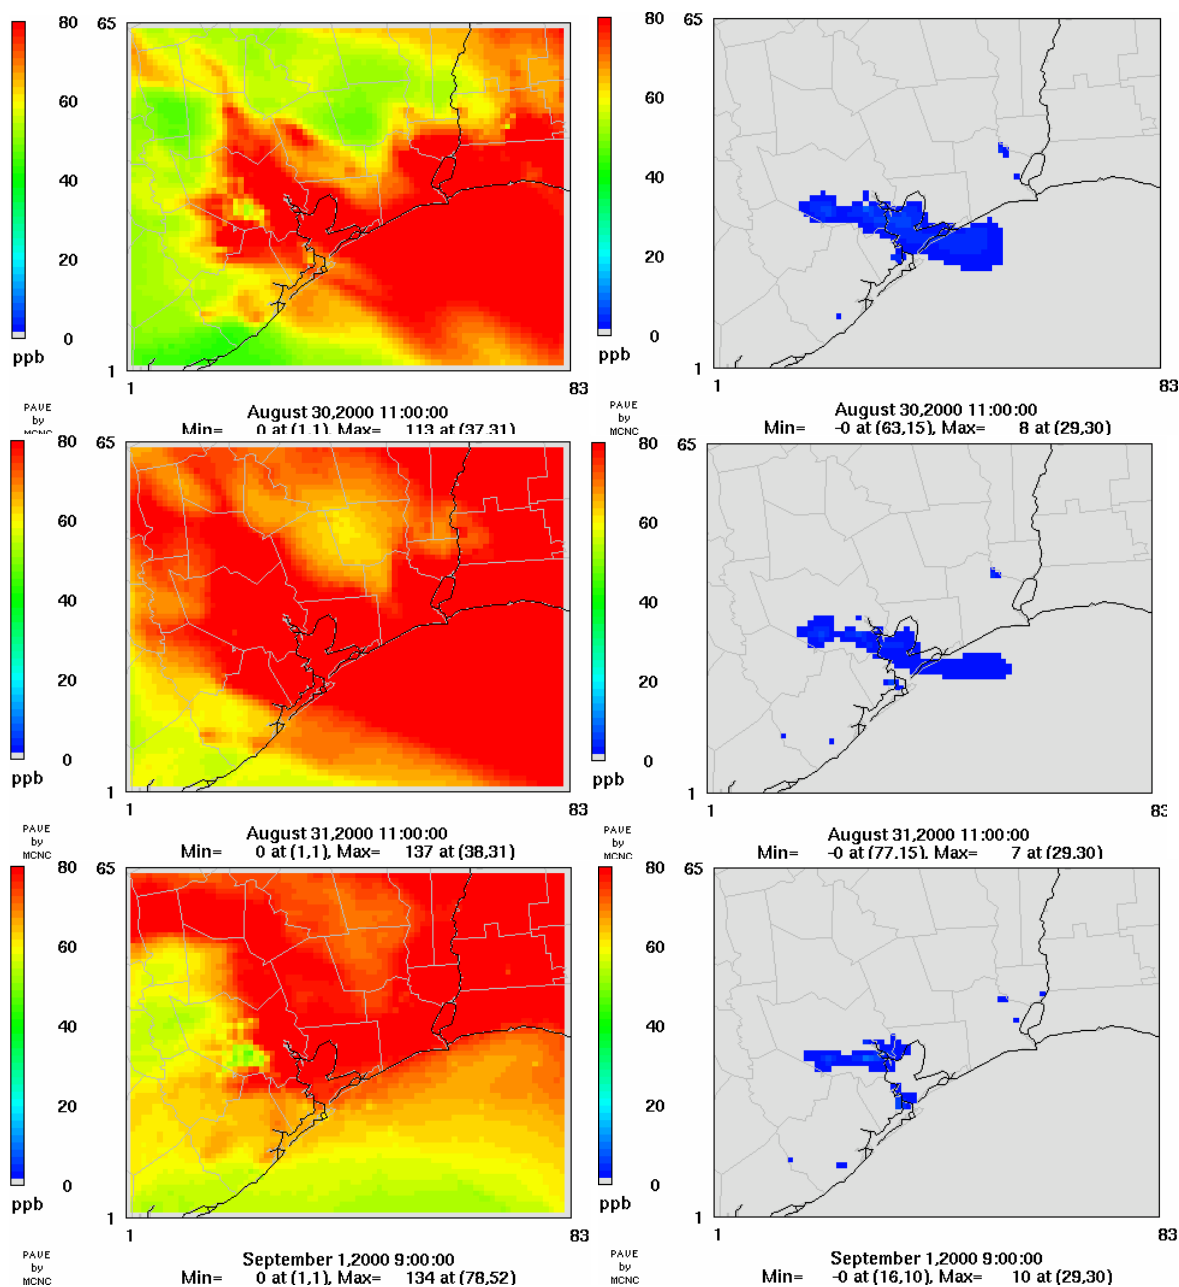 80 65
60
40
20
0
ppb 1
1 83
PAVE
by
MCNC
August 30,2000 11:00:00
Min= 0 at (1,1), Max= 113 at (37,31)
80 65
60
40
20
0
ppb 1
1 83
PAVE
by
MCNC
August 30,2000 11:00:00
Min= -0 at (63,15), Max= 8 at (29,30)
80 65
60
40
20
0
ppb 1
1 83
PAVE
by
MCNC
August 31,2000 11:00:00
Min= 0 at (1,1), Max= 137 at (38,31)
80 65
60
40
20
0
ppb 1
1 83
PAVE
by
MCNC
August 31,2000 11:00:00
Min= -0 at (77,15), Max= 7 at (29,30)
80 65
60
40
20
0
ppb 1
1 83
PAVE
by
MCNC
September 1,2000 9:00:00
Min= 0 at (1,1), Max= 134 at (78,52)
80 65
60
40
20
0
ppb 1
1 83
PAVE
by
MCNC
September 1,2000 9:00:00
Min= -0 at (16,10), Max= 10 at (29,30)